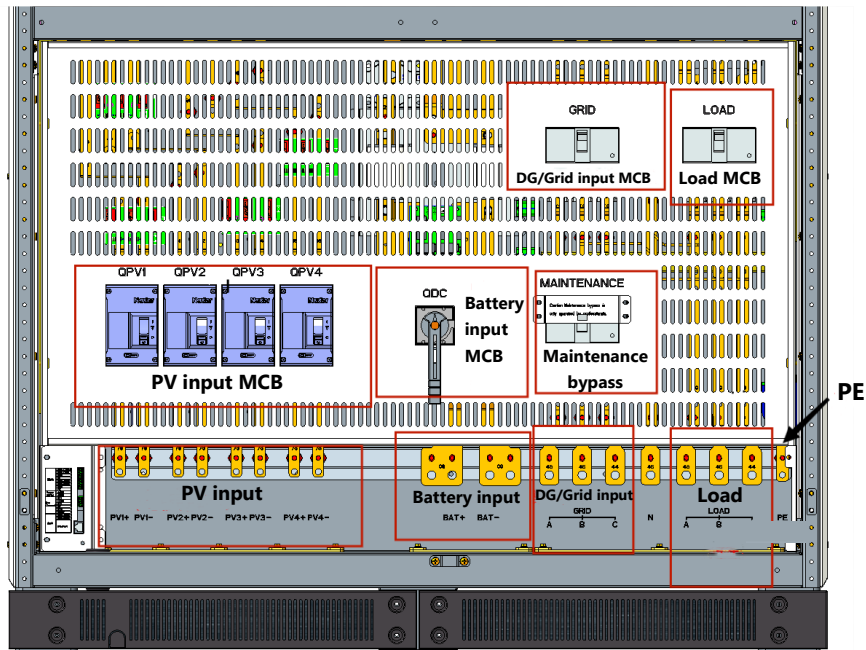 GRID
DG/Grid input MCB
LOAD
Load MCB
QPV1 QPV2 QPV3 QPV4
PV input MCB
QDC
Battery
input
MCB
MAINTENANCE
Maintenance
bypass
PE
PV input
PV1+ PV1- PV2+ PV2- PV3+ PV3- PV4+ PV4-
Battery input
BAT+ BAT-
DG/Grid input
GRID
A B C
N
Load
LOAD
A B
PE